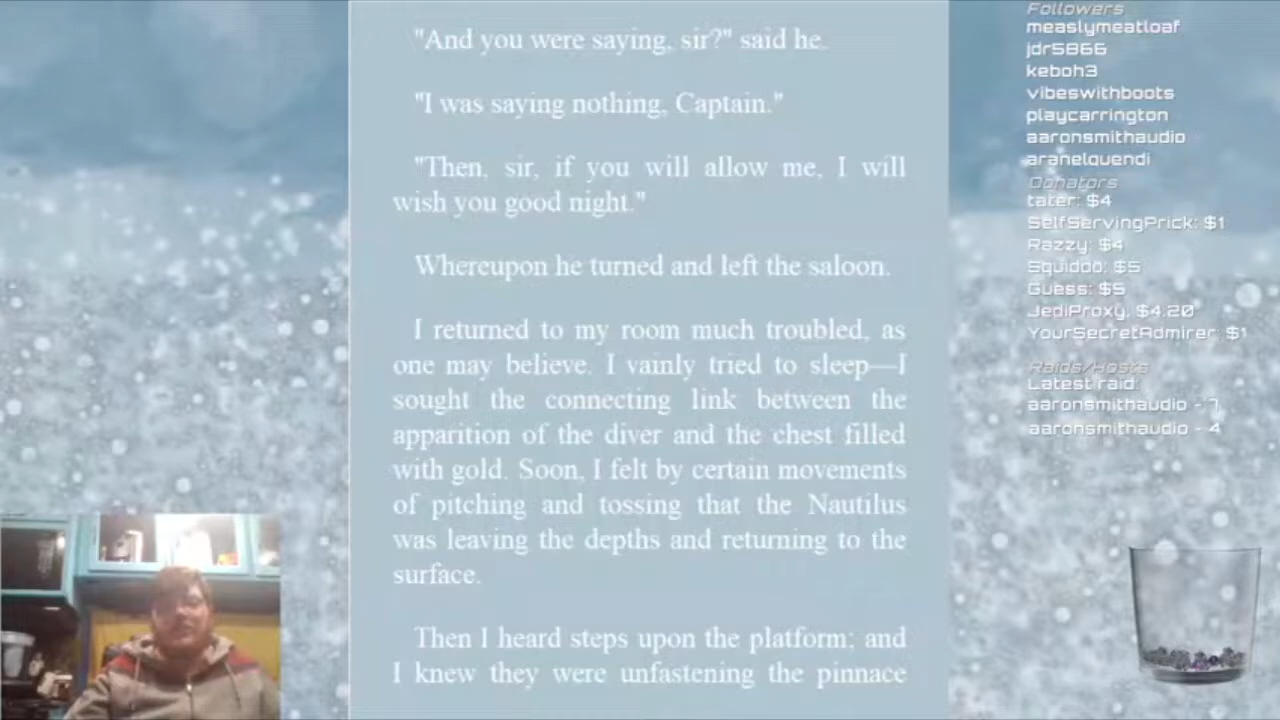 "And you were saying, sir?" said he.
"I was saying nothing, Captain."
"Then, sir, if you will allow me, I will
wish you good night."
Whereupon he turned and left the saloon.
I returned to my room much troubled, as
one may believe. I vainly tried to sleep—I
sought the connecting link between the
apparition of the diver and the chest filled
with gold. Soon, I felt by certain movements
of pitching and tossing that the Nautilus
was leaving the depths and returning to the
surface.
Then I heard steps upon the platform; and
I knew they were unfastening the pinnace
Followers
measlymeatloaf
jdr5866
keboh3
vibeswithboots
playcarrington
aaronsmithaudio
aranelquendi
Donators
tater: $4
SelfServingPrick: $1
Razzy: $4
Squidoo: $5
Guess: $5
JediProxy: $4.20
YourSecretAdmirer: $1
Raids/Hosts
Latest raid:
aaronsmithaudio - 7
aaronsmithaudio - 4